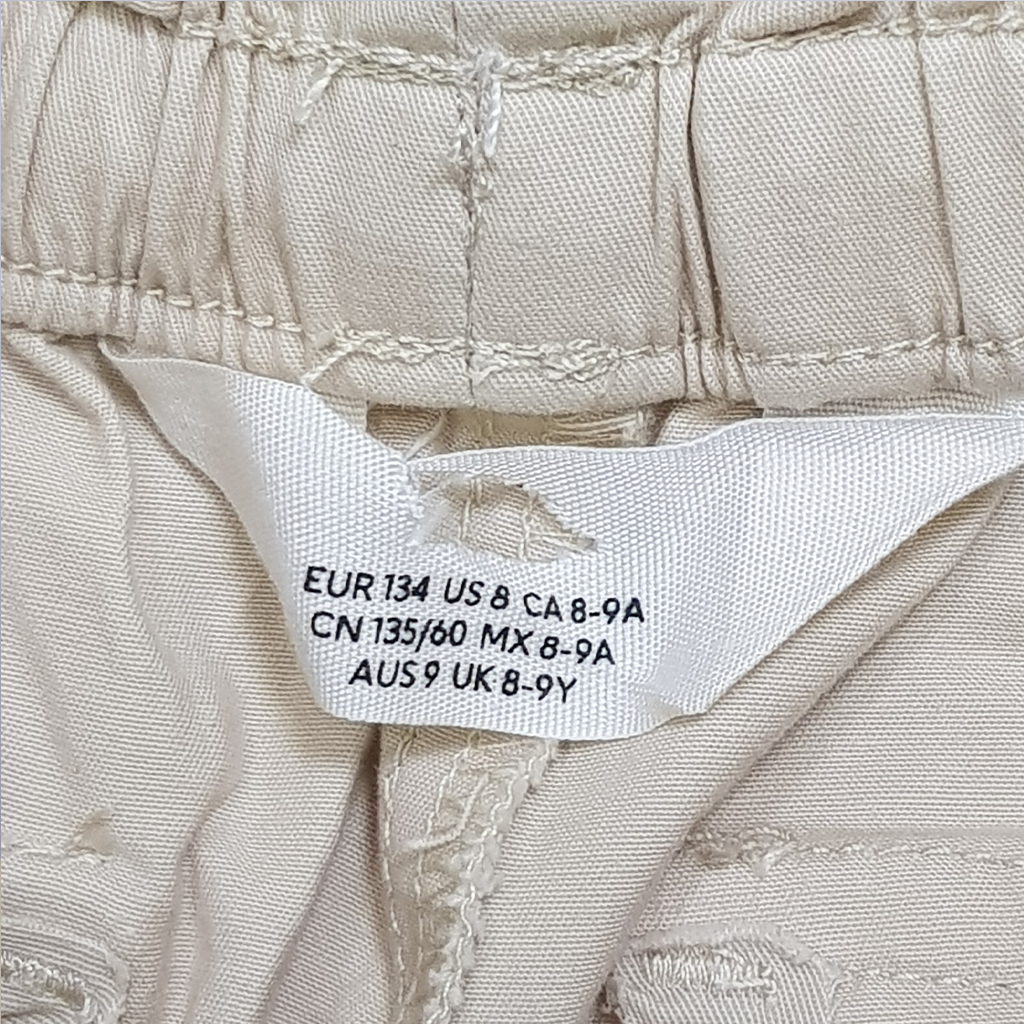 EUR 134 US 8 CA 8-9A
CN 135/60 MX 8-9A
AUS 9 UK 8-9Y